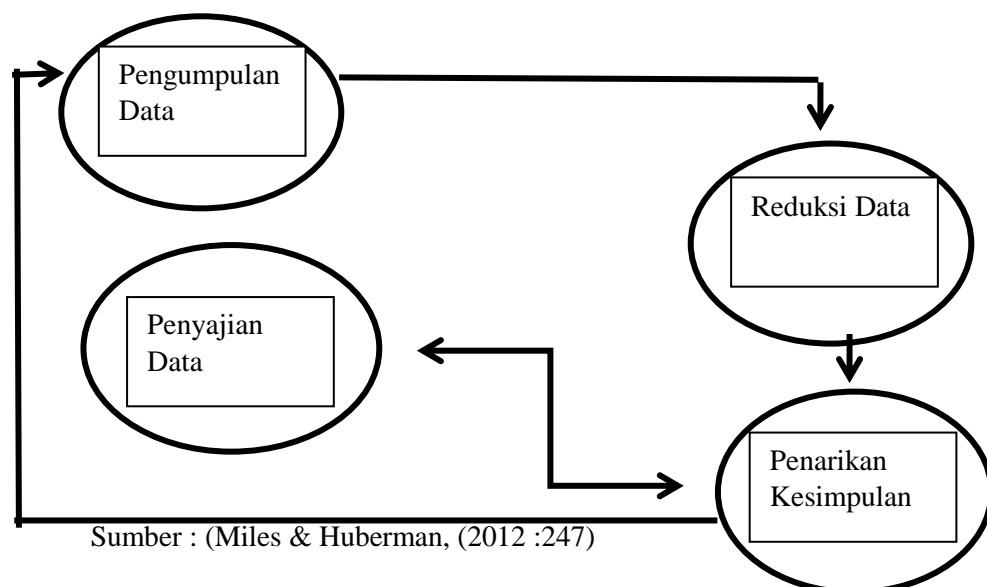 Pengumpulan
Data
Reduksi Data
Penyajian
Data
Penarikan
Kesimpulan
Sumber : (Miles & Huberman, (2012 :247)